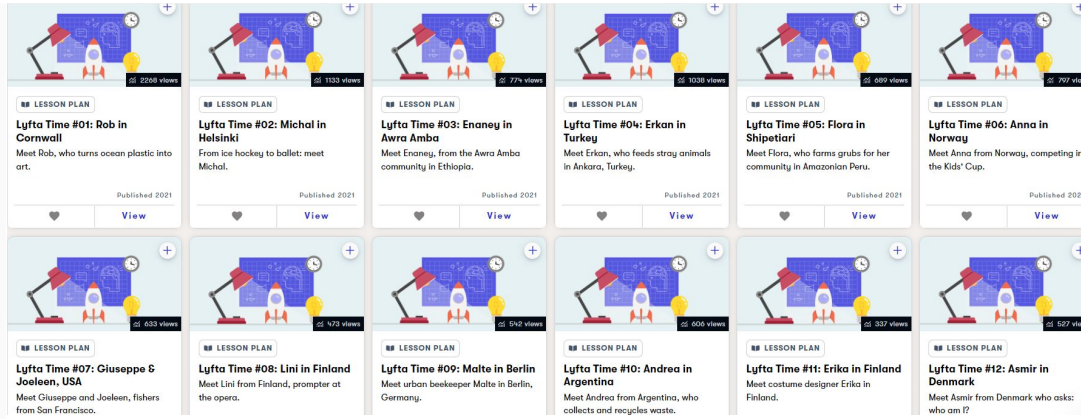 2268 views
LESSON PLAN
Lyfta Time #01: Rob in
Cornwall
Meet Rob, who turns ocean plastic into
art.
Published 2021
View
1133 views
LESSON PLAN
Lyfta Time #02: Michal in
Helsinki
From ice hockey to ballet: meet
Michal.
Published 2021
View
774 views
LESSON PLAN
Lyfta Time #03: Enaney in
Awra Amba
Meet Enaney, from the Awra Amba
community in Ethiopia.
Published 2021
View
1038 views
LESSON PLAN
Lyfta Time #04: Erkan in
Turkey
Meet Erkan, who feeds stray animals
in Ankara, Turkey.
Published 2021
View
689 views
LESSON PLAN
Lyfta Time #05: Flora in
Shipetiari
Meet Flora, who farms grubs for her
community in Amazonian Peru.
Published 2021
View
797 vie
LESSON PLAN
Lyfta Time #06: Anna in
Norway
Meet Anna from Norway, competing in
the Kids' Cup.
Published 202
View
633 views
LESSON PLAN
Lyfta Time #07: Giuseppe &
Joeleen, USA
Meet Giuseppe and Joeleen, fishers
from San Francisco.
473 views
LESSON PLAN
Lyfta Time #08: Lini in Finland
Meet Lini from Finland, prompter at
the opera.
542 views
LESSON PLAN
Lyfta Time #09: Malte in Berlin
Meet urban beekeeper Malte in Berlin,
Germany.
606 views
LESSON PLAN
Lyfta Time #10: Andrea in
Argentina
Meet Andrea from Argentina, who
collects and recycles waste.
337 views
LESSON PLAN
Lyfta Time #11: Erika in Finland
Meet costume designer Erika in
Finland.
527 vie
LESSON PLAN
Lyfta Time #12: Asmir in
Denmark
Meet Asmir from Denmark who asks:
who am I?